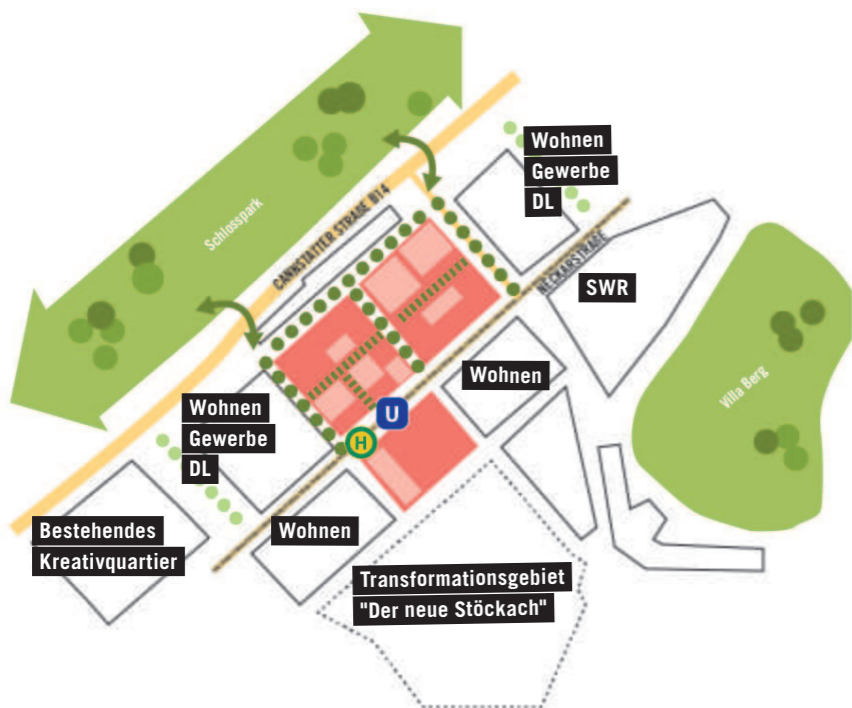 Wohnen
Gewerbe
DL
Schlosspark
CANNSTATTER STRAßE B14
NECKARSTRAßE
SWR
Wohnen
Villa Berg
Wohnen
Gewerbe
DL
U
H
Bestehendes
Kreativquartier
Wohnen
Transformationsgebiet
"Der neue Stöckach"